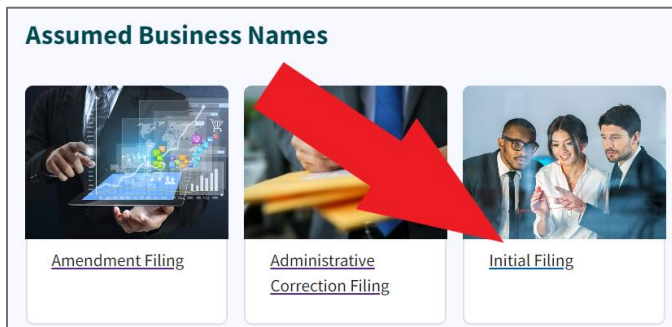 Assumed Business Names
Amendment Filing
Administrative
Correction Filing
Initial Filing